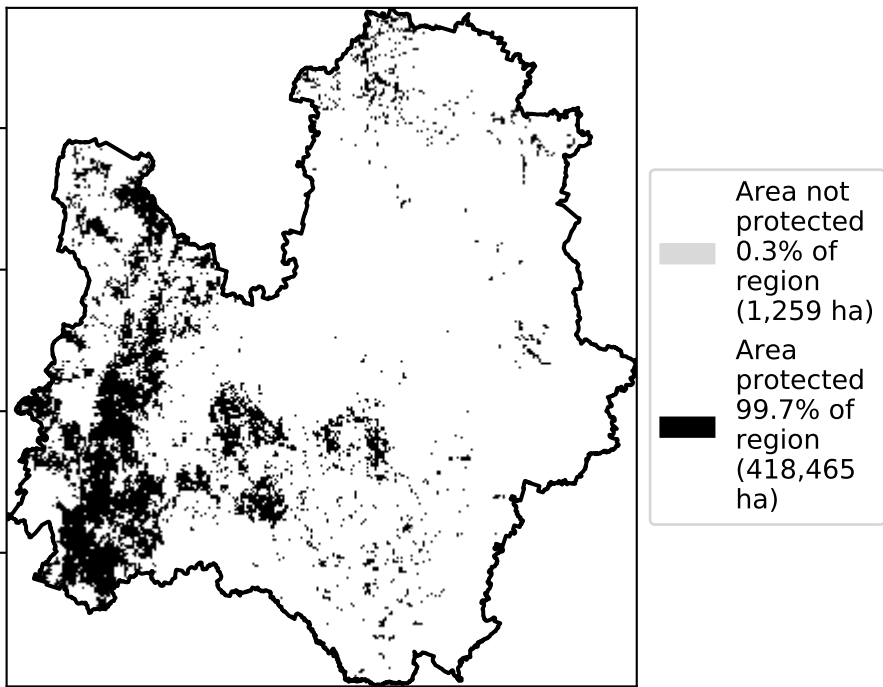 Area not
protected
0.3% of
region
(1,259 ha)
Area
protected
99.7% of
region
(418,465
ha)